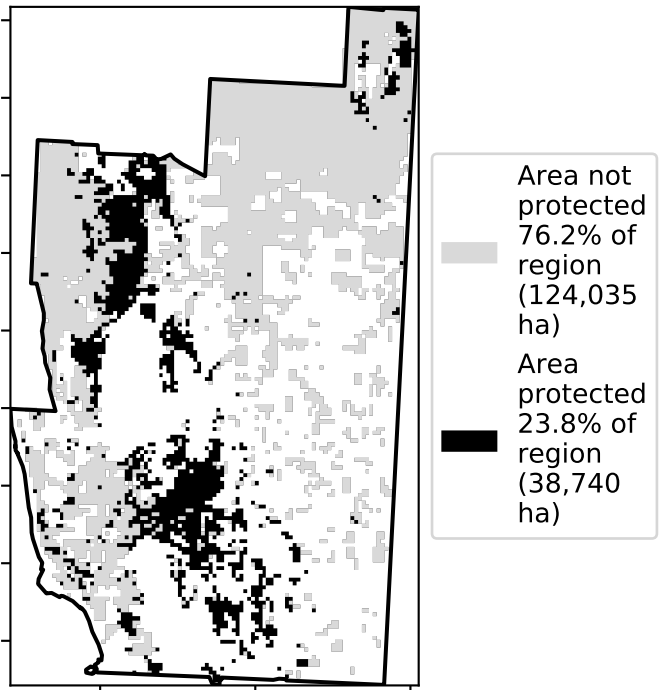 Area not
protected
76.2% of
region
(124,035
ha)
Area
protected
23.8% of
region
(38,740
ha)